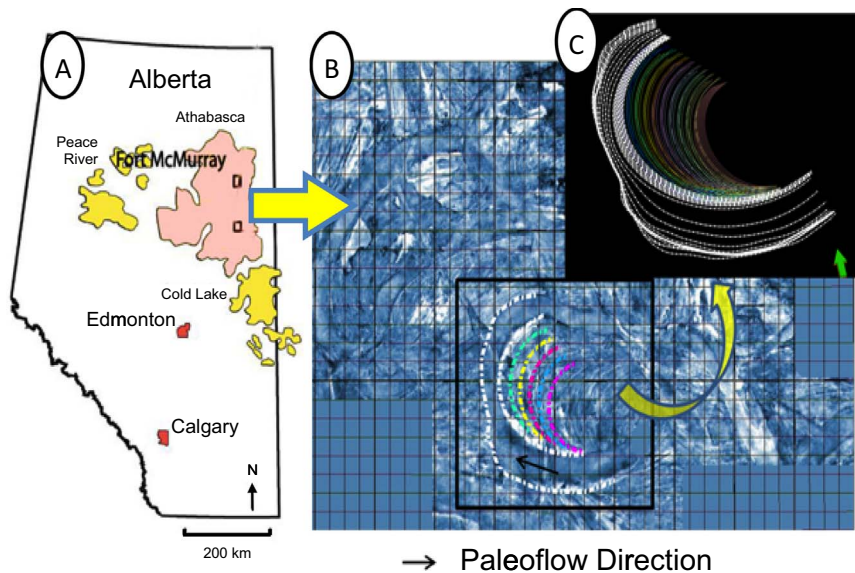 A
Alberta
Athabasca
Peace
River
Fort McMurray
Cold Lake
Edmonton
Calgary
N
200 km
B
C
→ Paleoflow Direction